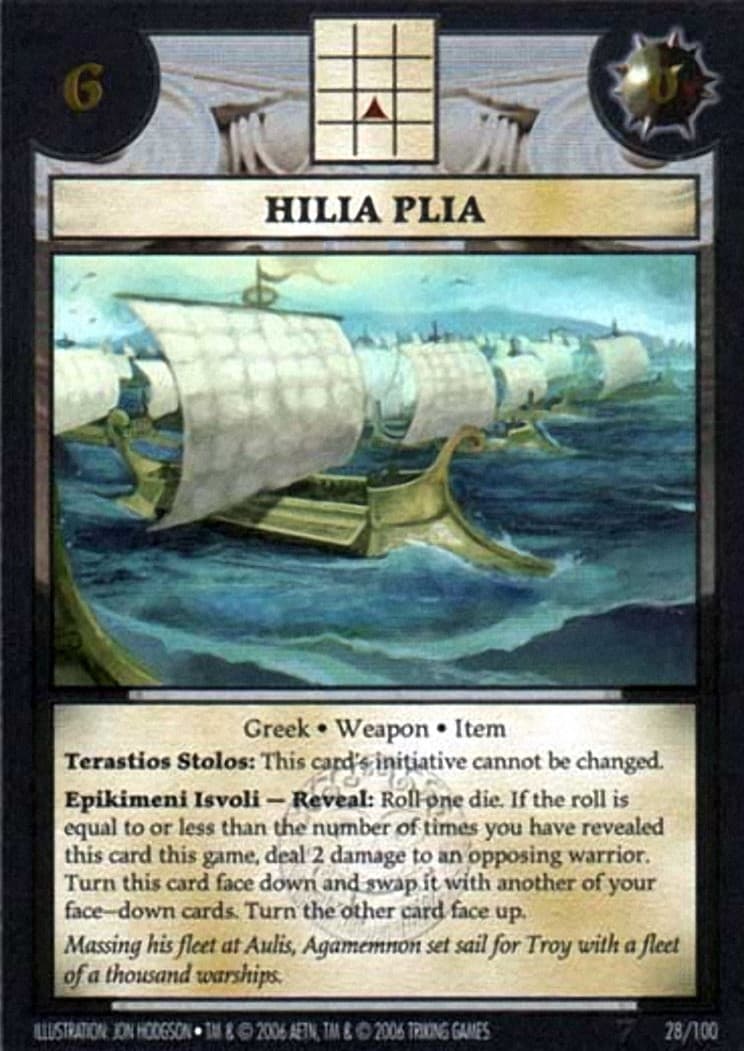 6
0
HILIA PLIA
Greek • Weapon • Item
Terastios Stolos: This card's initiative cannot be changed.
Epikimeni Isvoli — Reveal: Roll one die. If the roll is
equal to or less than the number of times you have revealed
this card this game, deal 2 damage to an opposing warrior.
Turn this card face down and swap it with another of your
face–down cards. Turn the other card face up.
Massing his fleet at Aulis, Agamemnon set sail for Troy with a fleet
of a thousand warships.
ILLUSTRATION: JON HODGSON • TM & © 2006 AETN, TM & © 2006 TRIKING GAMES
7
28/100